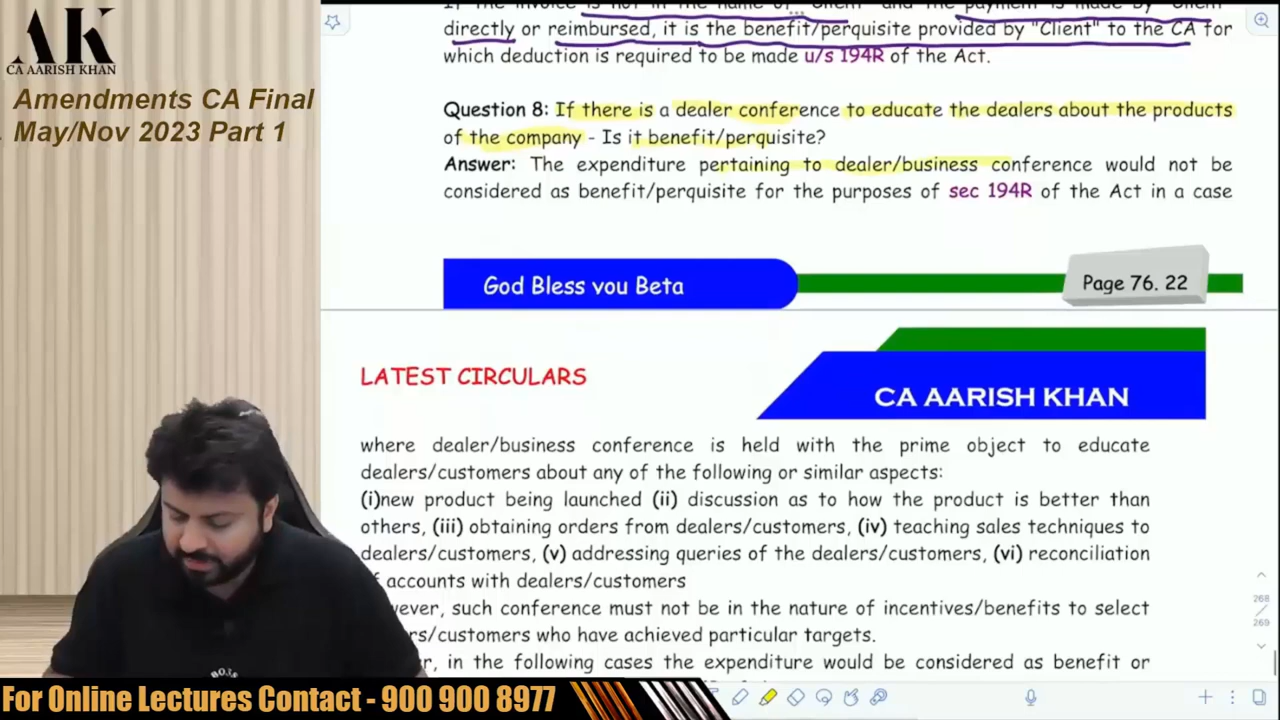 AK
CA AARISH KHAN
Amendments CA Final
May/Nov 2023 Part 1
directly or reimbursed, it is the benefit/perquisite provided by "Client" to the CA for
which deduction is required to be made u/s 194R of the Act.
Question 8: If there is a dealer conference to educate the dealers about the products
of the company - Is it benefit/perquisite?
Answer: The expenditure pertaining to dealer/business conference would not be
considered as benefit/perquisite for the purposes of sec 194R of the Act in a case
God Bless you Beta
Page 76. 22
LATEST CIRCULARS
CA AARISH KHAN
where dealer/business conference is held with the prime object to educate
dealers/customers about any of the following or similar aspects:
(i)new product being launched (ii) discussion as to how the product is better than
others, (iii) obtaining orders from dealers/customers, (iv) teaching sales techniques to
dealers/customers, (v) addressing queries of the dealers/customers, (vi) reconciliation
accounts with dealers/customers
such conference must not be in the nature of incentives/benefits to select
/customers who have achieved particular targets.
in the following cases the expenditure would be considered as benefit or
268
269
For Online Lectures Contact - 900 900 8977